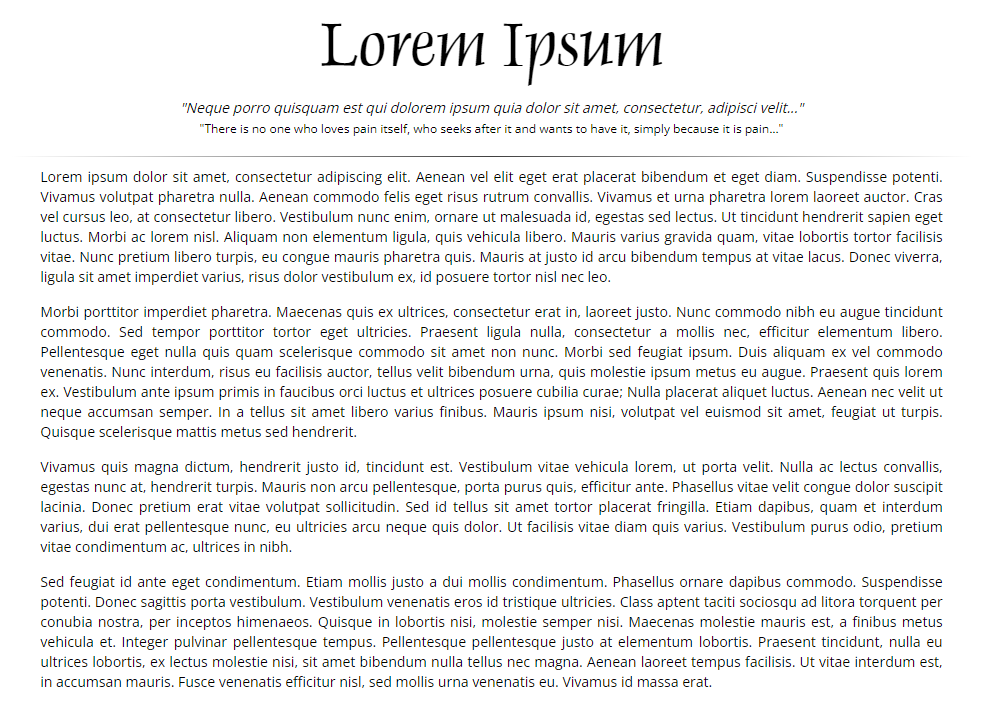 Lorem Ipsum
"Neque porro quisquam est qui dolorem ipsum quia dolor sit amet, consectetur, adipisci velit..."
"There is no one who loves pain itself, who seeks after it and wants to have it, simply because it is pain..."
Lorem ipsum dolor sit amet, consectetur adipiscing elit. Aenean vel elit eget erat placerat bibendum et eget diam. Suspendisse potenti.
Vivamus volutpat pharetra nulla. Aenean commodo felis eget risus rutrum convallis. Vivamus et urna pharetra lorem laoreet auctor. Cras
vel cursus leo, at consectetur libero. Vestibulum nunc enim, ornare ut malesuada id, egestas sed lectus. Ut tincidunt hendrerit sapien eget
luctus. Morbi ac lorem nisl. Aliquam non elementum ligula, quis vehicula libero. Mauris varius gravida quam, vitae lobortis tortor facilisis
vitae. Nunc pretium libero turpis, eu congue mauris pharetra quis. Mauris at justo id arcu bibendum tempus at vitae lacus. Donec viverra,
ligula sit amet imperdiet varius, risus dolor vestibulum ex, id posuere tortor nisl nec leo.
Morbi porttitor imperdiet pharetra. Maecenas quis ex ultrices, consectetur erat in, laoreet justo. Nunc commodo nibh eu augue tincidunt
commodo. Sed tempor porttitor tortor eget ultricies. Praesent ligula nulla, consectetur a mollis nec, efficitur elementum libero.
Pellentesque eget nulla quis quam scelerisque commodo sit amet non nunc. Morbi sed feugiat ipsum. Duis aliquam ex vel commodo
venenatis. Nunc interdum, risus eu facilisis auctor, tellus velit bibendum urna, quis molestie ipsum metus eu augue. Praesent quis lorem
ex. Vestibulum ante ipsum primis in faucibus orci luctus et ultrices posuere cubilia curae; Nulla placerat aliquet luctus. Aenean nec velit ut
neque accumsan semper. In a tellus sit amet libero varius finibus. Mauris ipsum nisi, volutpat vel euismod sit amet, feugiat ut turpis.
Quisque scelerisque mattis metus sed hendrerit.
Vivamus quis magna dictum, hendrerit justo id, tincidunt est. Vestibulum vitae vehicula lorem, ut porta velit. Nulla ac lectus convallis,
egestas nunc at, hendrerit turpis. Mauris non arcu pellentesque, porta purus quis, efficitur ante. Phasellus vitae velit congue dolor suscipit
lacinia. Donec pretium erat vitae volutpat sollicitudin. Sed id tellus sit amet tortor placerat fringilla. Etiam dapibus, quam et interdum
varius, dui erat pellentesque nunc, eu ultricies arcu neque quis dolor. Ut facilisis vitae diam quis varius. Vestibulum purus odio, pretium
vitae condimentum ac, ultrices in nibh.
Sed feugiat id ante eget condimentum. Etiam mollis justo a dui mollis condimentum. Phasellus ornare dapibus commodo. Suspendisse
potenti. Donec sagittis porta vestibulum. Vestibulum venenatis eros id tristique ultricies. Class aptent taciti sociosqu ad litora torquent per
conubia nostra, per inceptos himenaeos. Quisque in lobortis nisi, molestie semper nisi. Maecenas molestie mauris est, a finibus metus
vehicula et. Integer pulvinar pellentesque tempus. Pellentesque pellentesque justo at elementum lobortis. Praesent tincidunt, nulla eu
ultrices lobortis, ex lectus molestie nisi, sit amet bibendum nulla tellus nec magna. Aenean laoreet tempus facilisis. Ut vitae interdum est,
in accumsan mauris. Fusce venenatis efficitur nisl, sed mollis urna venenatis eu. Vivamus id massa erat.